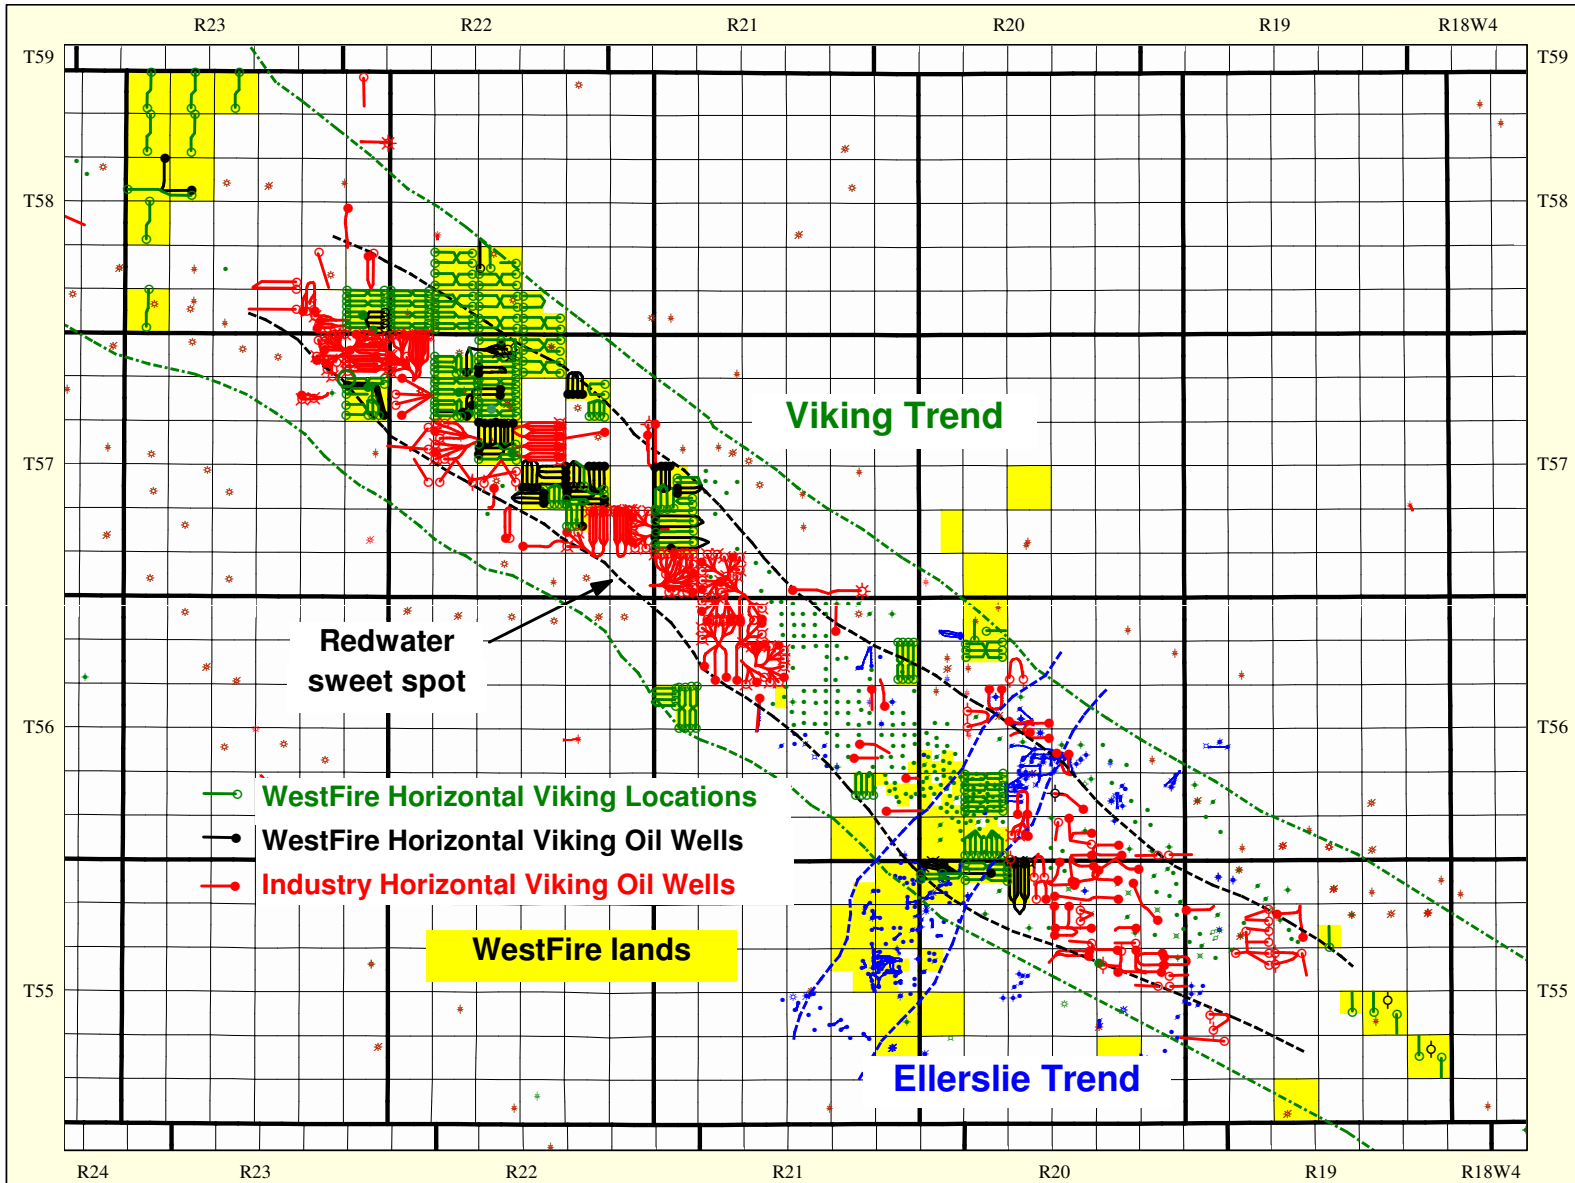 R23 R22 R21 R20 R19 R18W4
T59 T59
T58 T58
Viking Trend
T57 T57
Redwater
sweet spot
T56 T56
WestFire Horizontal Viking Locations
WestFire Horizontal Viking Oil Wells
Industry Horizontal Viking Oil Wells
WestFire lands
T55 T55
Ellerslie Trend
R24 R23 R22 R21 R20 R19 R18W4